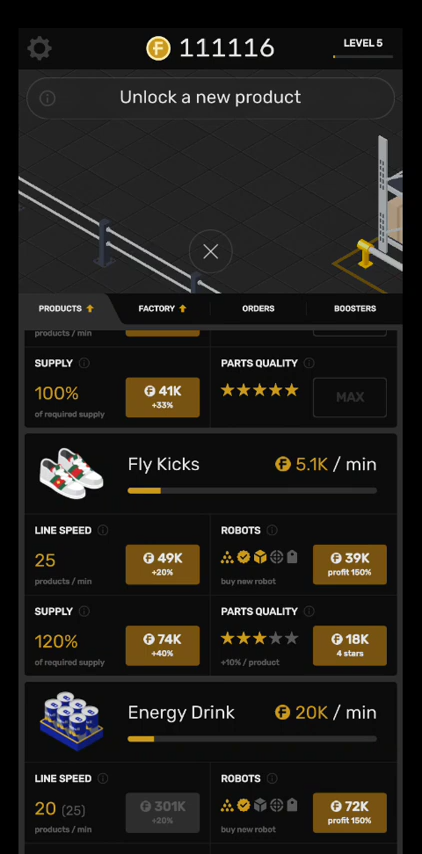 111116
LEVEL 5
Unlock a new product
PRODUCTS
FACTORY
ORDERS
BOOSTERS
products / min
SUPPLY
PARTS QUALITY
100%
41K
+33%
MAX
of required supply
Fly Kicks
5.1K / min
LINE SPEED
ROBOTS
25
49K
+20%
39K
profit 150%
products / min
buy new robot
SUPPLY
PARTS QUALITY
120%
74K
+40%
18K
4 stars
of required supply
+10% / product
Energy Drink
20K / min
LINE SPEED
ROBOTS
20 (25)
301K
+20%
72K
profit 150%
products / min
buy new robot